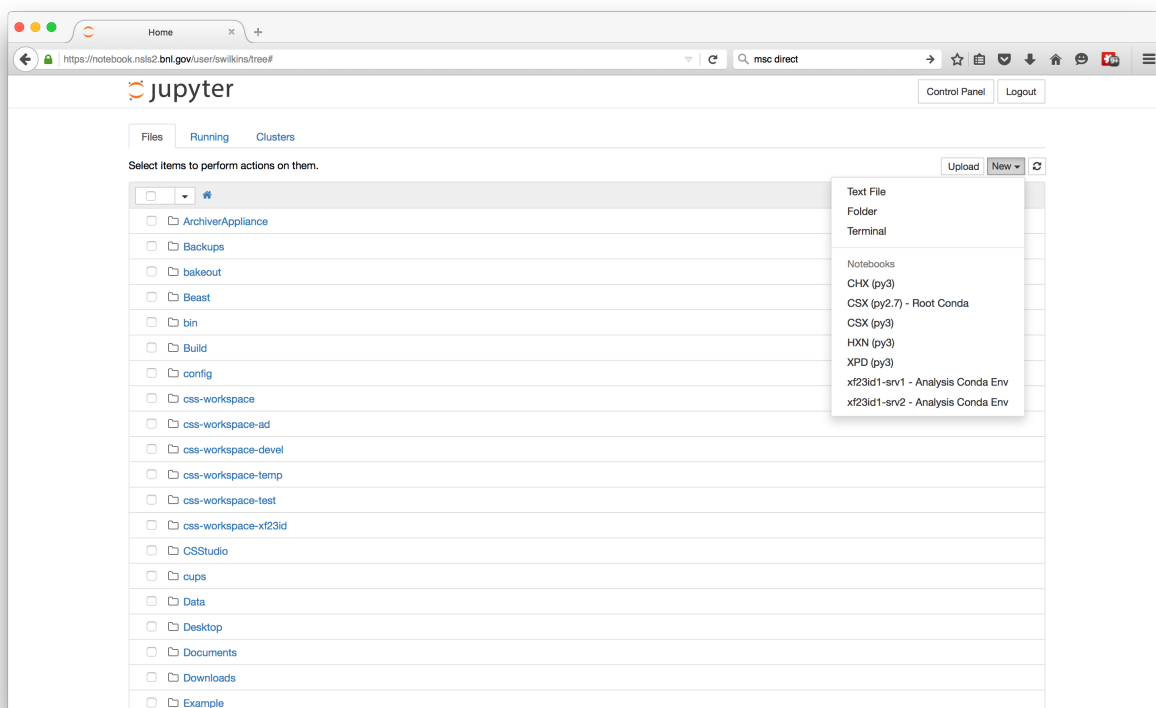 Home
https://notebook.nsls2.bnl.gov/user/swilkins/tree#
msc direct
jupyter
Control Panel
Logout
Files
Running
Clusters
Select items to perform actions on them.
Upload
New
Text File
Folder
Terminal
Notebooks
CHX (py3)
CSX (py2.7) - Root Conda
CSX (py3)
HXN (py3)
XPD (py3)
xf23id1-srv1 - Analysis Conda Env
xf23id1-srv2 - Analysis Conda Env
ArchiverAppliance
Backups
bakeout
Beast
bin
Build
config
css-workspace
css-workspace-ad
css-workspace-devel
css-workspace-temp
css-workspace-test
css-workspace-xf23id
CSStudio
cups
Data
Desktop
Documents
Downloads
Example